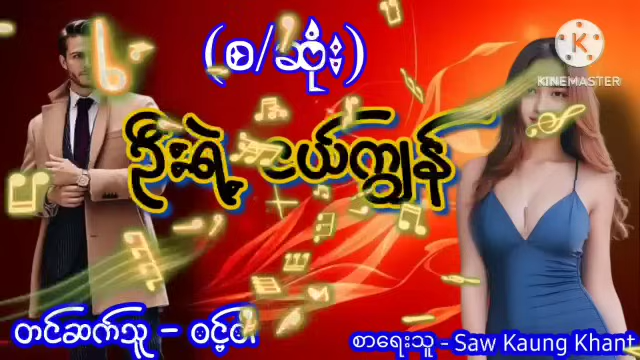 (စ/ဆုံး)
KINEMASTER
ဦးရဲ့ ငယ်ကျွန်
တင်ဆက်သူ - ဝင့်ဝါ
စာရေးသူ - Saw Kaung Khant